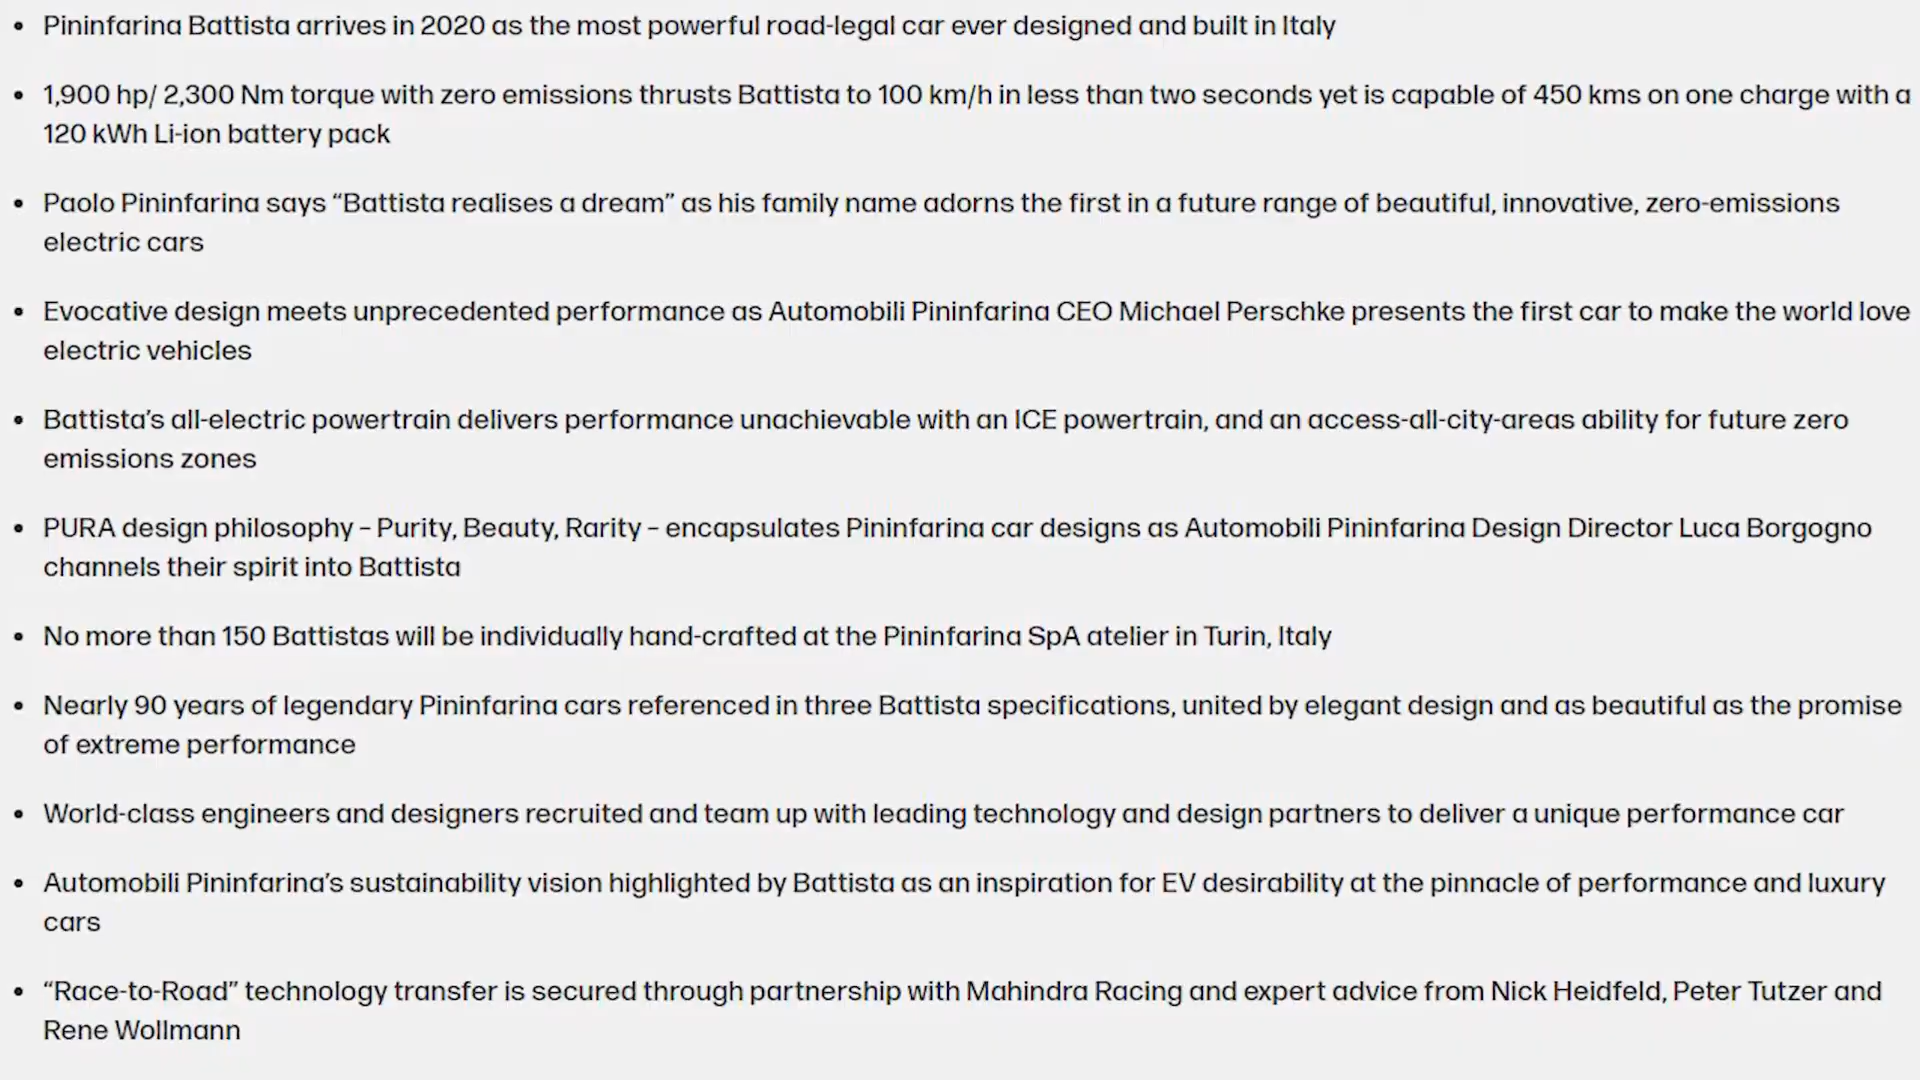 • Pininfarina Battista arrives in 2020 as the most powerful road-legal car ever designed and built in Italy
• 1,900 hp/ 2,300 Nm torque with zero emissions thrusts Battista to 100 km/h in less than two seconds yet is capable of 450 kms on one charge with a
120 kWh Li-ion battery pack
• Paolo Pininfarina says “Battista realises a dream” as his family name adorns the first in a future range of beautiful, innovative, zero-emissions
electric cars
• Evocative design meets unprecedented performance as Automobili Pininfarina CEO Michael Perschke presents the first car to make the world love
electric vehicles
• Battista’s all-electric powertrain delivers performance unachievable with an ICE powertrain, and an access-all-city-areas ability for future zero
emissions zones
• PURA design philosophy – Purity, Beauty, Rarity – encapsulates Pininfarina car designs as Automobili Pininfarina Design Director Luca Borgogno
channels their spirit into Battista
• No more than 150 Battistas will be individually hand-crafted at the Pininfarina SpA atelier in Turin, Italy
• Nearly 90 years of legendary Pininfarina cars referenced in three Battista specifications, united by elegant design and as beautiful as the promise
of extreme performance
• World-class engineers and designers recruited and team up with leading technology and design partners to deliver a unique performance car
• Automobili Pininfarina’s sustainability vision highlighted by Battista as an inspiration for EV desirability at the pinnacle of performance and luxury
cars
• “Race-to-Road” technology transfer is secured through partnership with Mahindra Racing and expert advice from Nick Heidfeld, Peter Tutzer and
Rene Wollmann